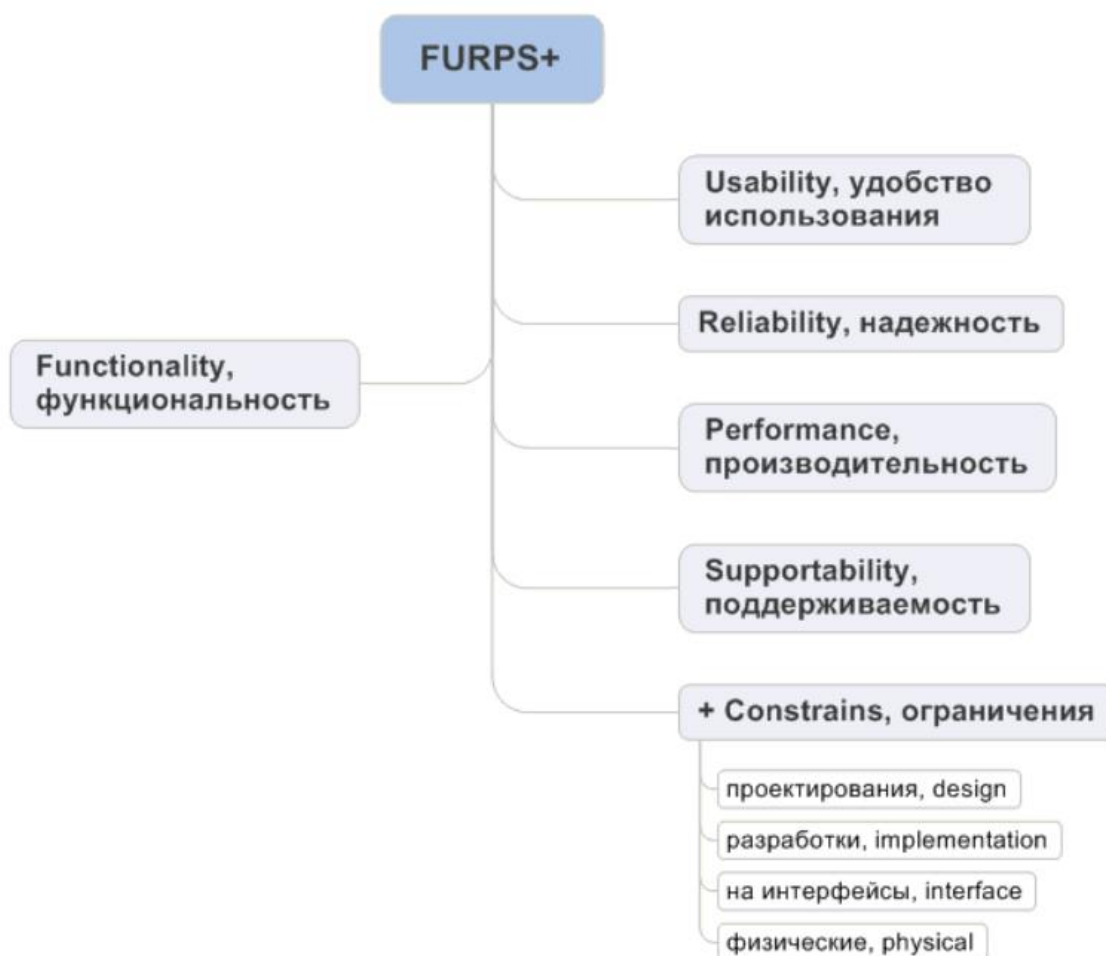 FURPS+
Usability, удобство
использования
Reliability, надежность
Functionality,
функциональность
Performance,
производительность
Supportability,
поддерживаемость
+ Constrains, ограничения
проектирования, design
разработки, implementation
на интерфейсы, interface
физические, physical